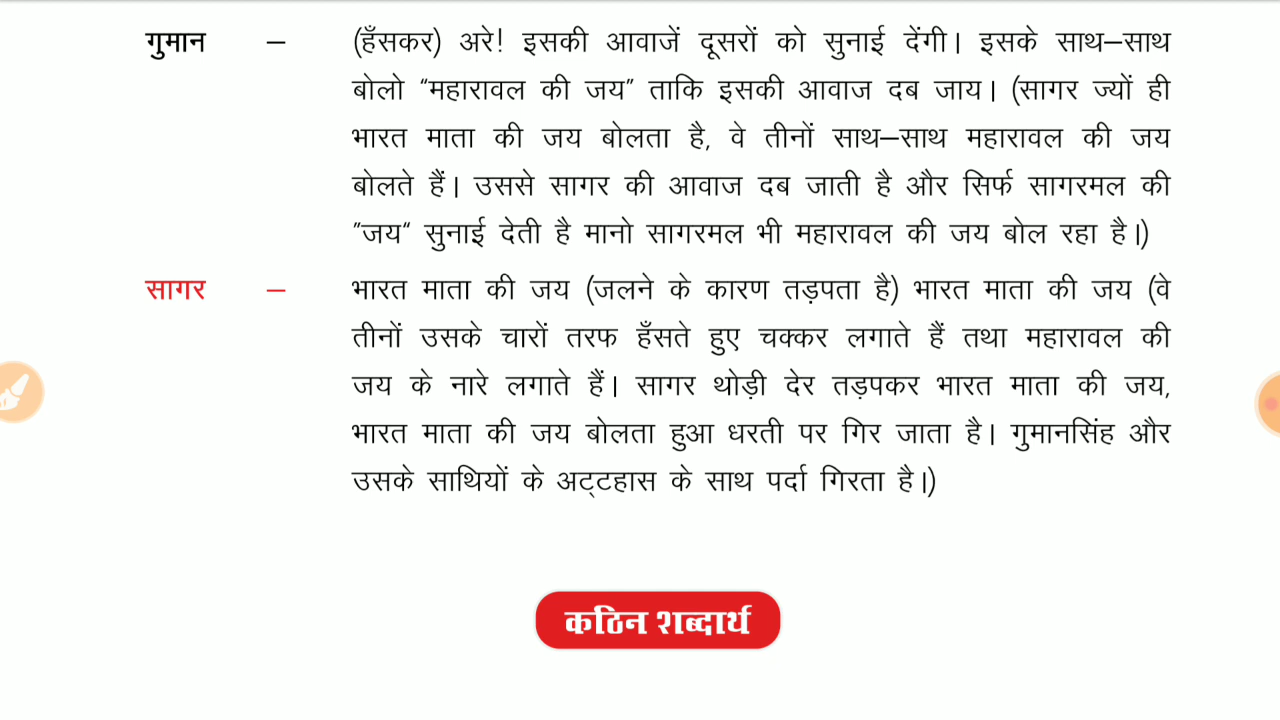 गुमान – (हँसकर) अरे! इसकी आवाजें दूसरों को सुनाई देंगी। इसके साथ–साथ
बोलो “महारावल की जय” ताकि इसकी आवाज दब जाय। (सागर ज्यों ही
भारत माता की जय बोलता है, वे तीनों साथ–साथ महारावल की जय
बोलते हैं। उससे सागर की आवाज दब जाती है और सिर्फ सागरमल की
”जय“ सुनाई देती है मानो सागरमल भी महारावल की जय बोल रहा है।)
सागर – भारत माता की जय (जलने के कारण तड़पता है) भारत माता की जय (वे
तीनों उसके चारों तरफ हँसते हुए चक्कर लगाते हैं तथा महारावल की
जय के नारे लगाते हैं। सागर थोड़ी देर तड़पकर भारत माता की जय,
भारत माता की जय बोलता हुआ धरती पर गिर जाता है। गुमानसिंह और
उसके साथियों के अट्‌टहास के साथ पर्दा गिरता है।)
कठिन शब्दार्थ